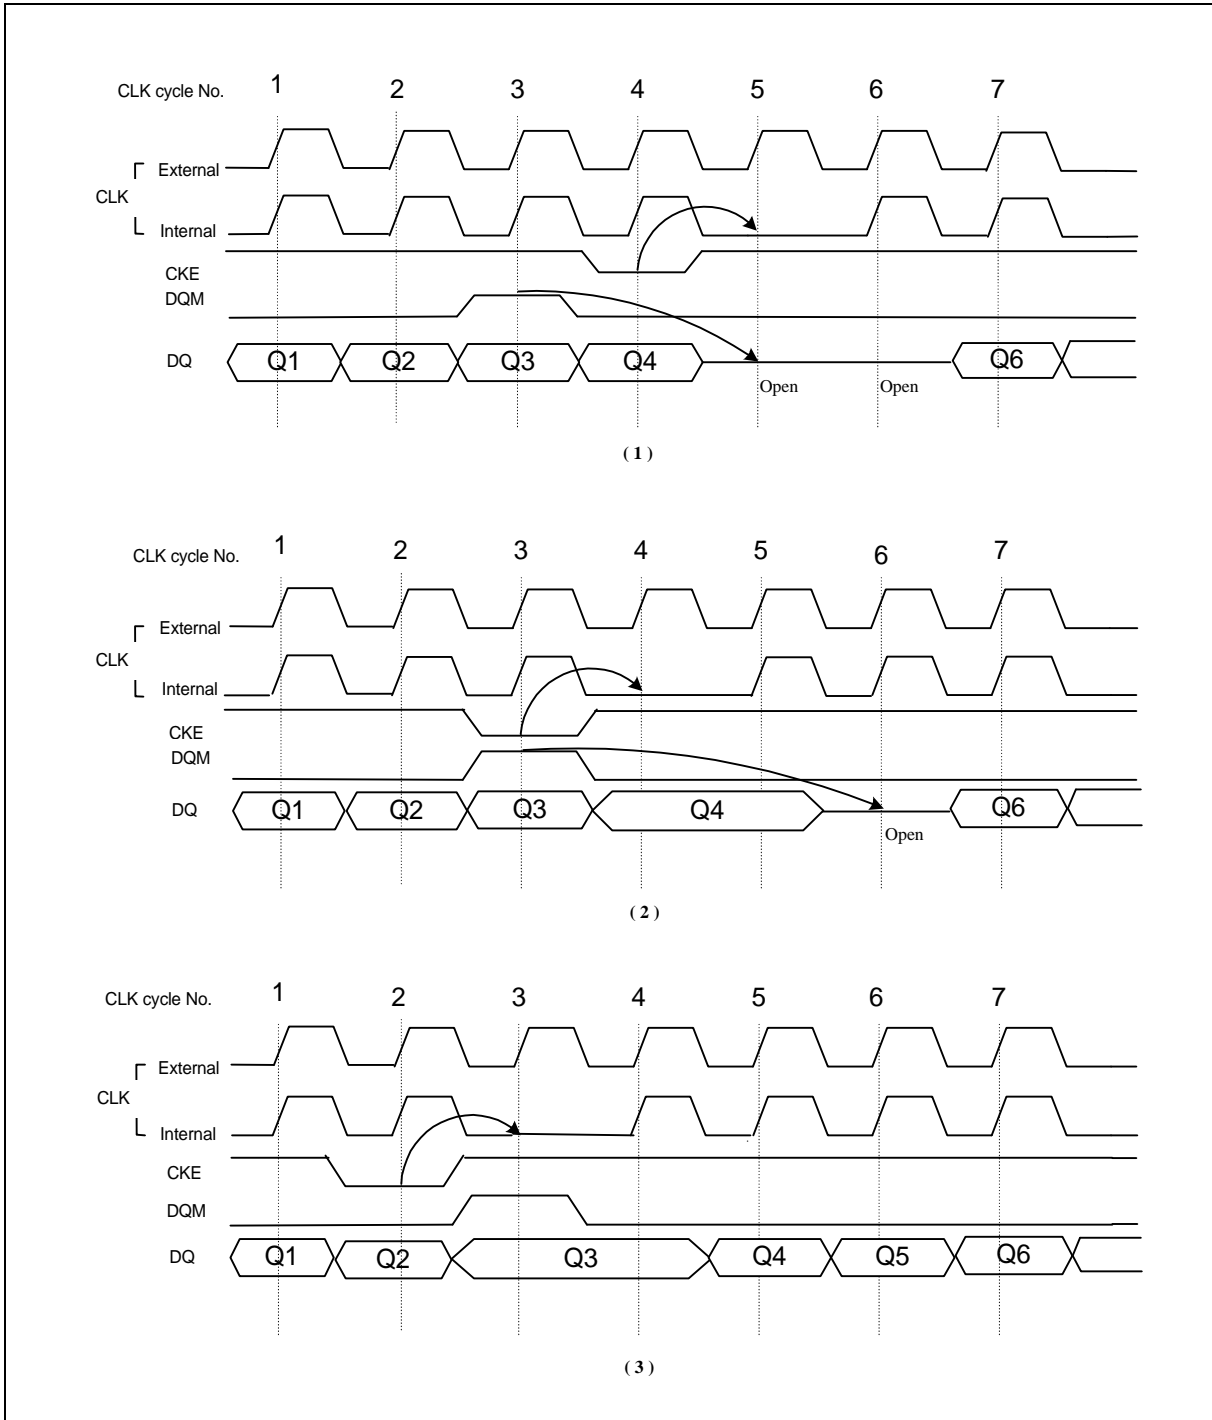 CLK cycle No. 1 2 3 4 5 6 7
External
CLK
Internal
CKE
DQM
DQ Q1 Q2 Q3 Q4 Q6
Open Open
( 1 )
CLK cycle No. 1 2 3 4 5 6 7
External
CLK
Internal
CKE
DQM
DQ Q1 Q2 Q3 Q4 Q6
Open
( 2 )
CLK cycle No. 1 2 3 4 5 6 7
External
CLK
Internal
CKE
DQM
DQ Q1 Q2 Q3 Q4 Q5 Q6
( 3 )